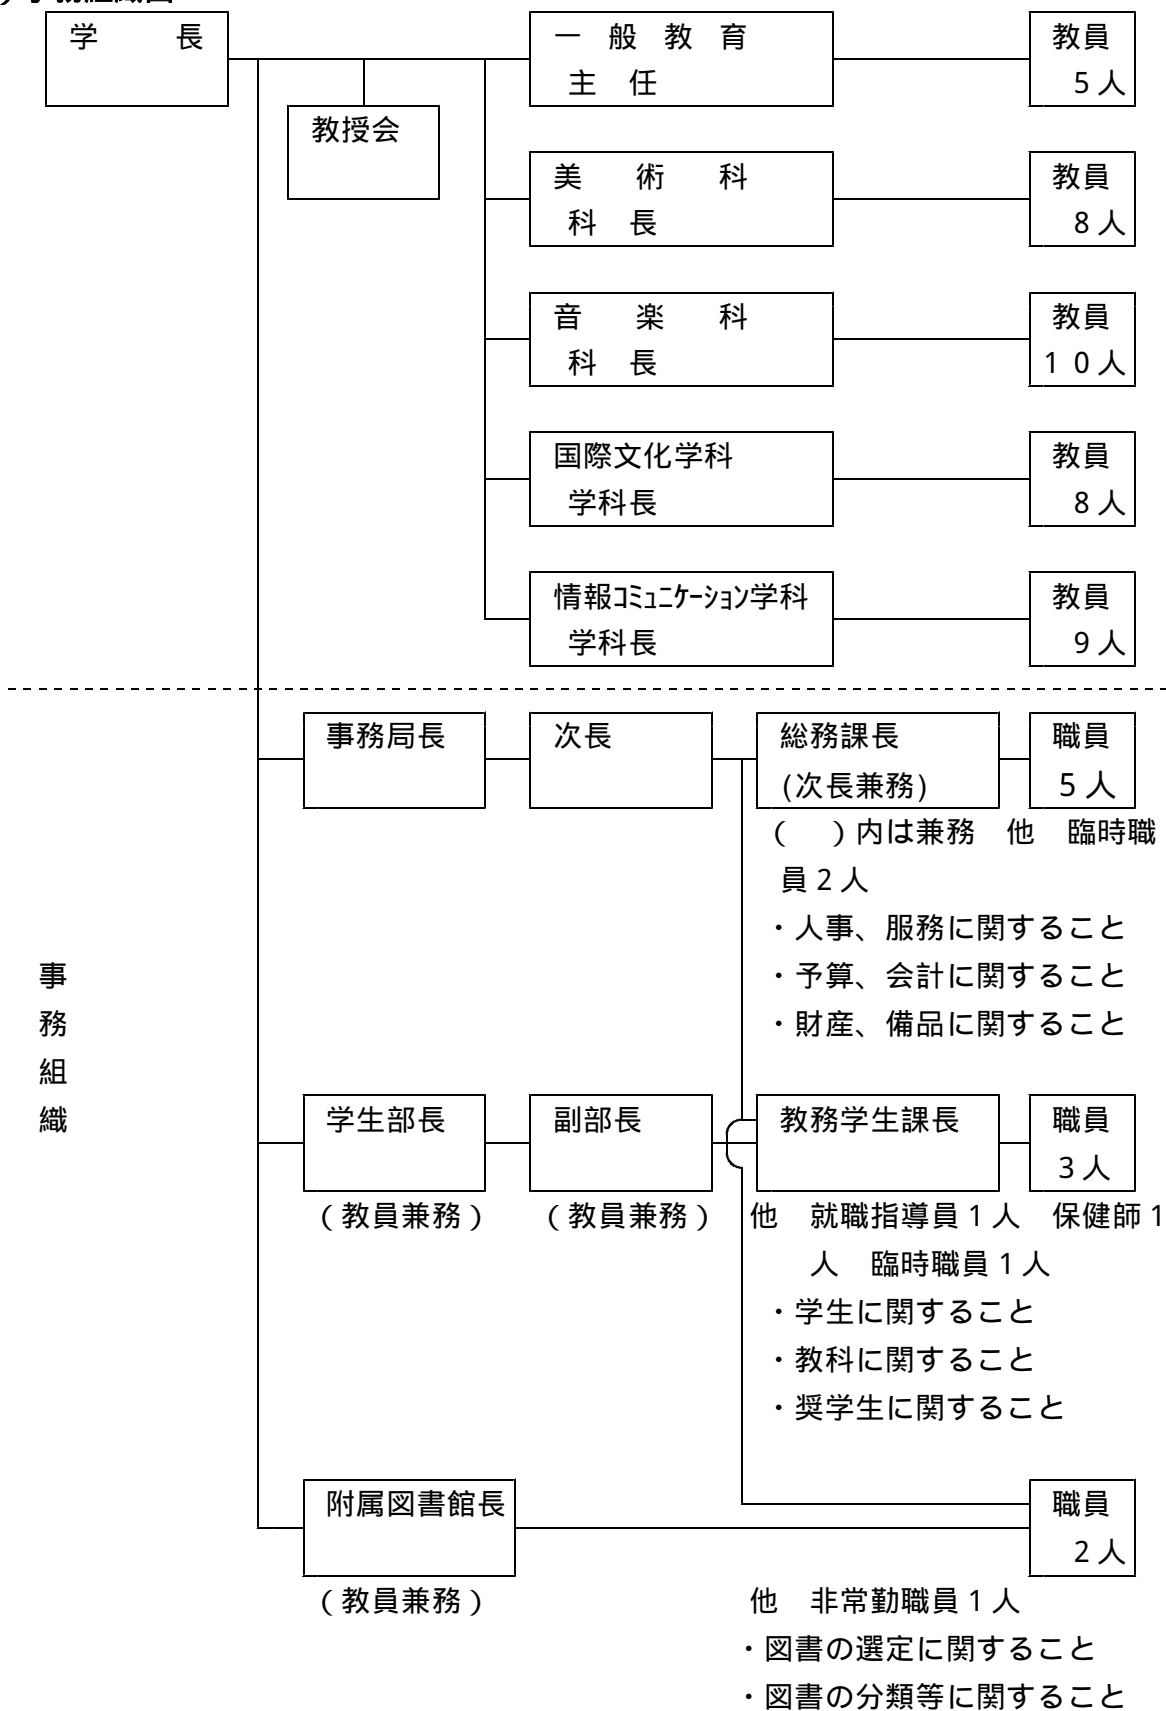 学　長
一般教育
主任
教員
5人
教授会
美術科
科長
教員
8人
音楽科
科長
教員
10人
国際文化学科
学科長
教員
8人
情報ｺﾐｭﾆｹｰｼｮﾝ学科
学科長
教員
9人
事務組織
事務局長
次長
総務課長
(次長兼務)
職員
5人
(　)内は兼務　他　臨時職
員2人
・人事、服務に関すること
・予算、会計に関すること
・財産、備品に関すること
学生部長
(教員兼務)
副部長
(教員兼務)
教務学生課長
職員
3人
他　就職指導員1人　保健師1
人　臨時職員1人
・学生に関すること
・教科に関すること
・奨学生に関すること
附属図書館長
(教員兼務)
職員
2人
他　非常勤職員1人
・図書の選定に関すること
・図書の分類等に関すること